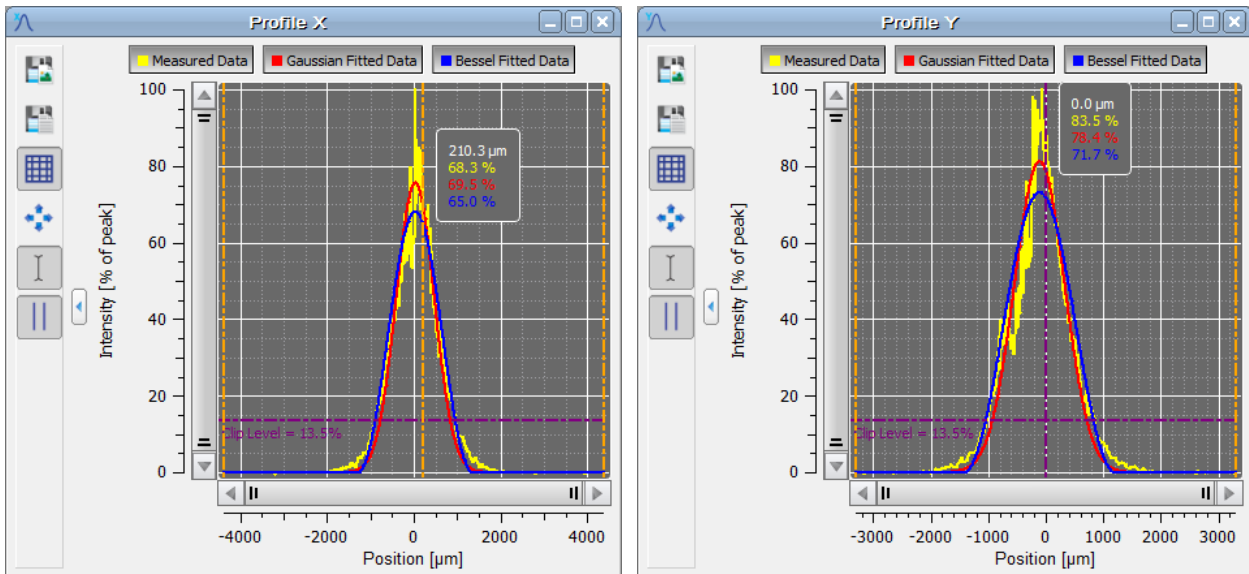 Profile X
Measured Data
Gaussian Fitted Data
Bessel Fitted Data
100
80
60
40
20
0
Intensity [% of peak]
210.3 µm
68.3 %
69.5 %
65.0 %
Clip Level = 13.5%
-4000
-2000
0
2000
4000
Position [µm]
Profile Y
Measured Data
Gaussian Fitted Data
Bessel Fitted Data
100
80
60
40
20
0
Intensity [% of peak]
0.0 µm
83.5 %
78.4 %
71.7 %
Clip Level = 13.5%
-3000
-2000
-1000
0
1000
2000
3000
Position [µm]